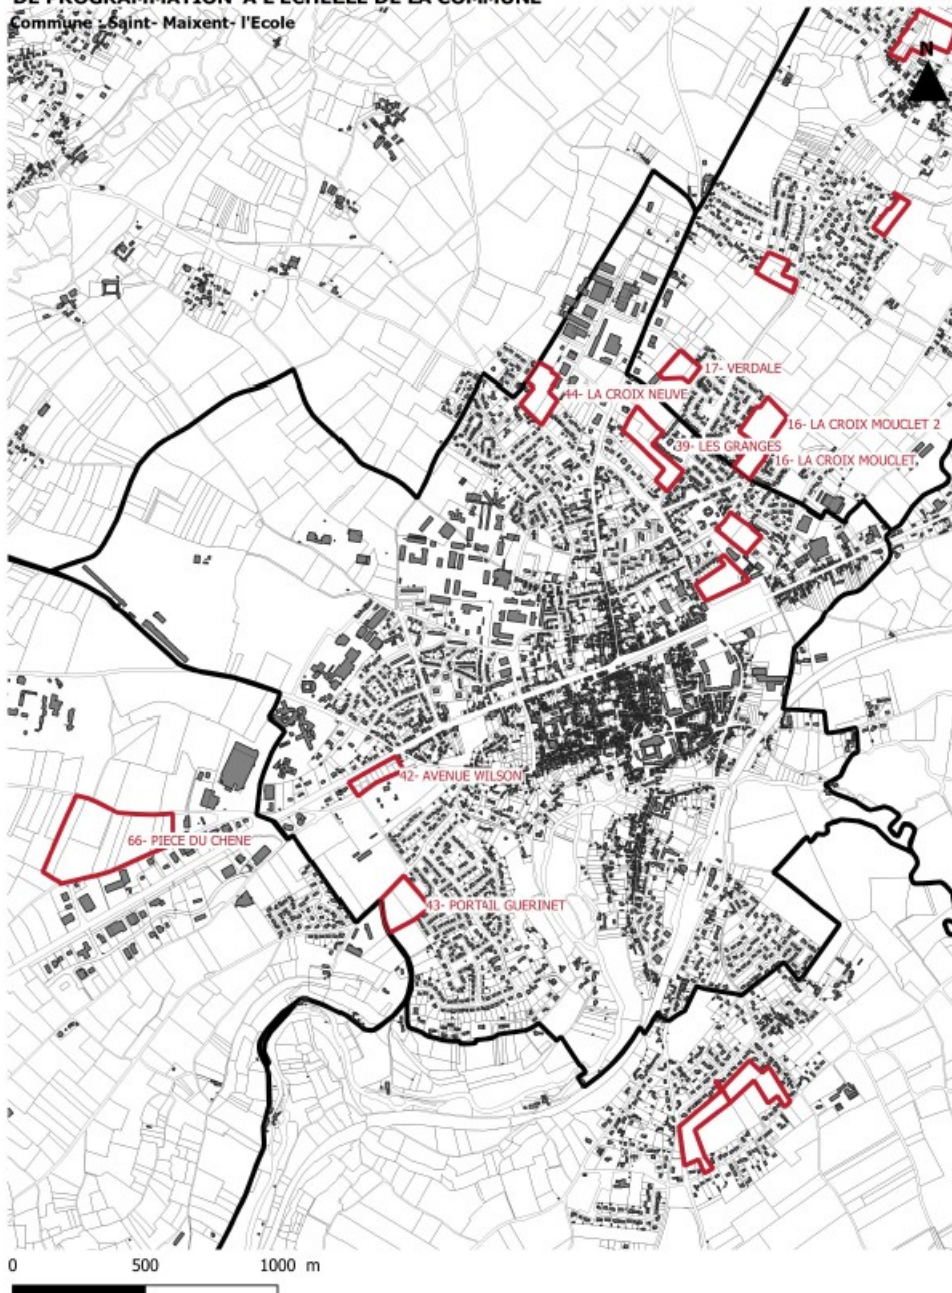 DE PROGRAMMATION A L'ECHELLE DE LA COMMUNE
Commune : Saint- Maixent- l'Ecole
N
17- VERDALE
44- LA CROIX NEUVE
16- LA CROIX MOUCLET 2
39- LES GRANGES
16- LA CROIX MOUCLET
42- AVENUE WILSON
66- PIECE DU CHENE
43- PORTAIL GUERINET
0 500 1000 m